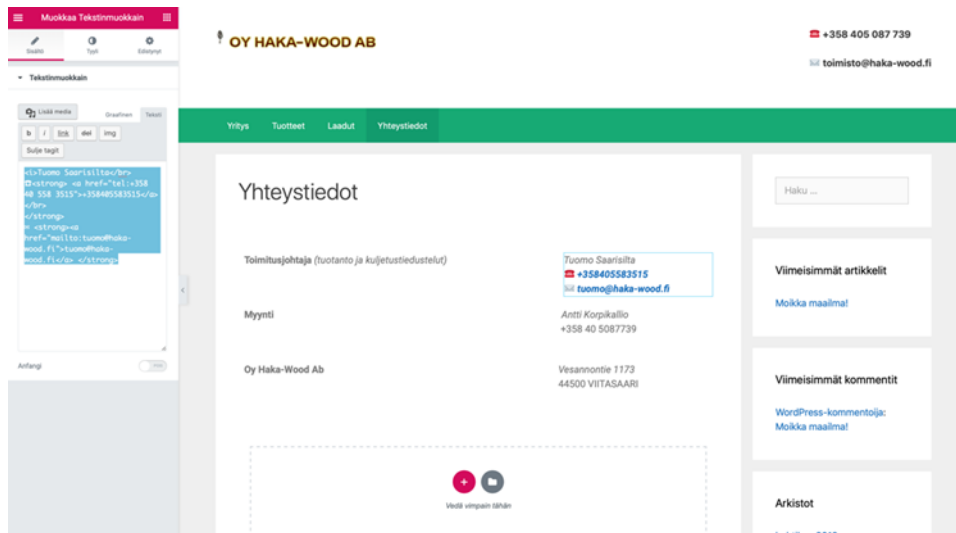 Muokkaa Tekstinmuokkain
Sisältö
Tyyli
Edistynyt
Tekstinmuokkain
Lisää media
Graafinen
Teksti
b
i
link
del
img
Sulje tagit
<i>Tuomo Saarisilta</br>
☎<strong> <a href="tel:+358
40 558 3515">+358405583515</a>
</br>
</strong>
✉ <strong><a
href="mailto:tuomo@haka-
wood.fi">tuomo@haka-
wood.fi</a> </strong>
Anfangi
OY HAKA-WOOD AB
+358 405 087 739
toimisto@haka-wood.fi
Yritys
Tuotteet
Laadut
Yhteystiedot
Yhteystiedot
Toimitusjohtaja (tuotanto ja kuljetustiedustelut)
Tuomo Saarisilta
+358405583515
tuomo@haka-wood.fi
Myynti
Antti Korpikallio
+358 40 5087739
Oy Haka-Wood Ab
Vesannontie 1173
44500 VIITASAARI
Vedä vimpain tähän
Haku ...
Viimeisimmät artikkelit
Moikka maailma!
Viimeisimmät kommentit
WordPress-kommentoija:
Moikka maailma!
Arkistot